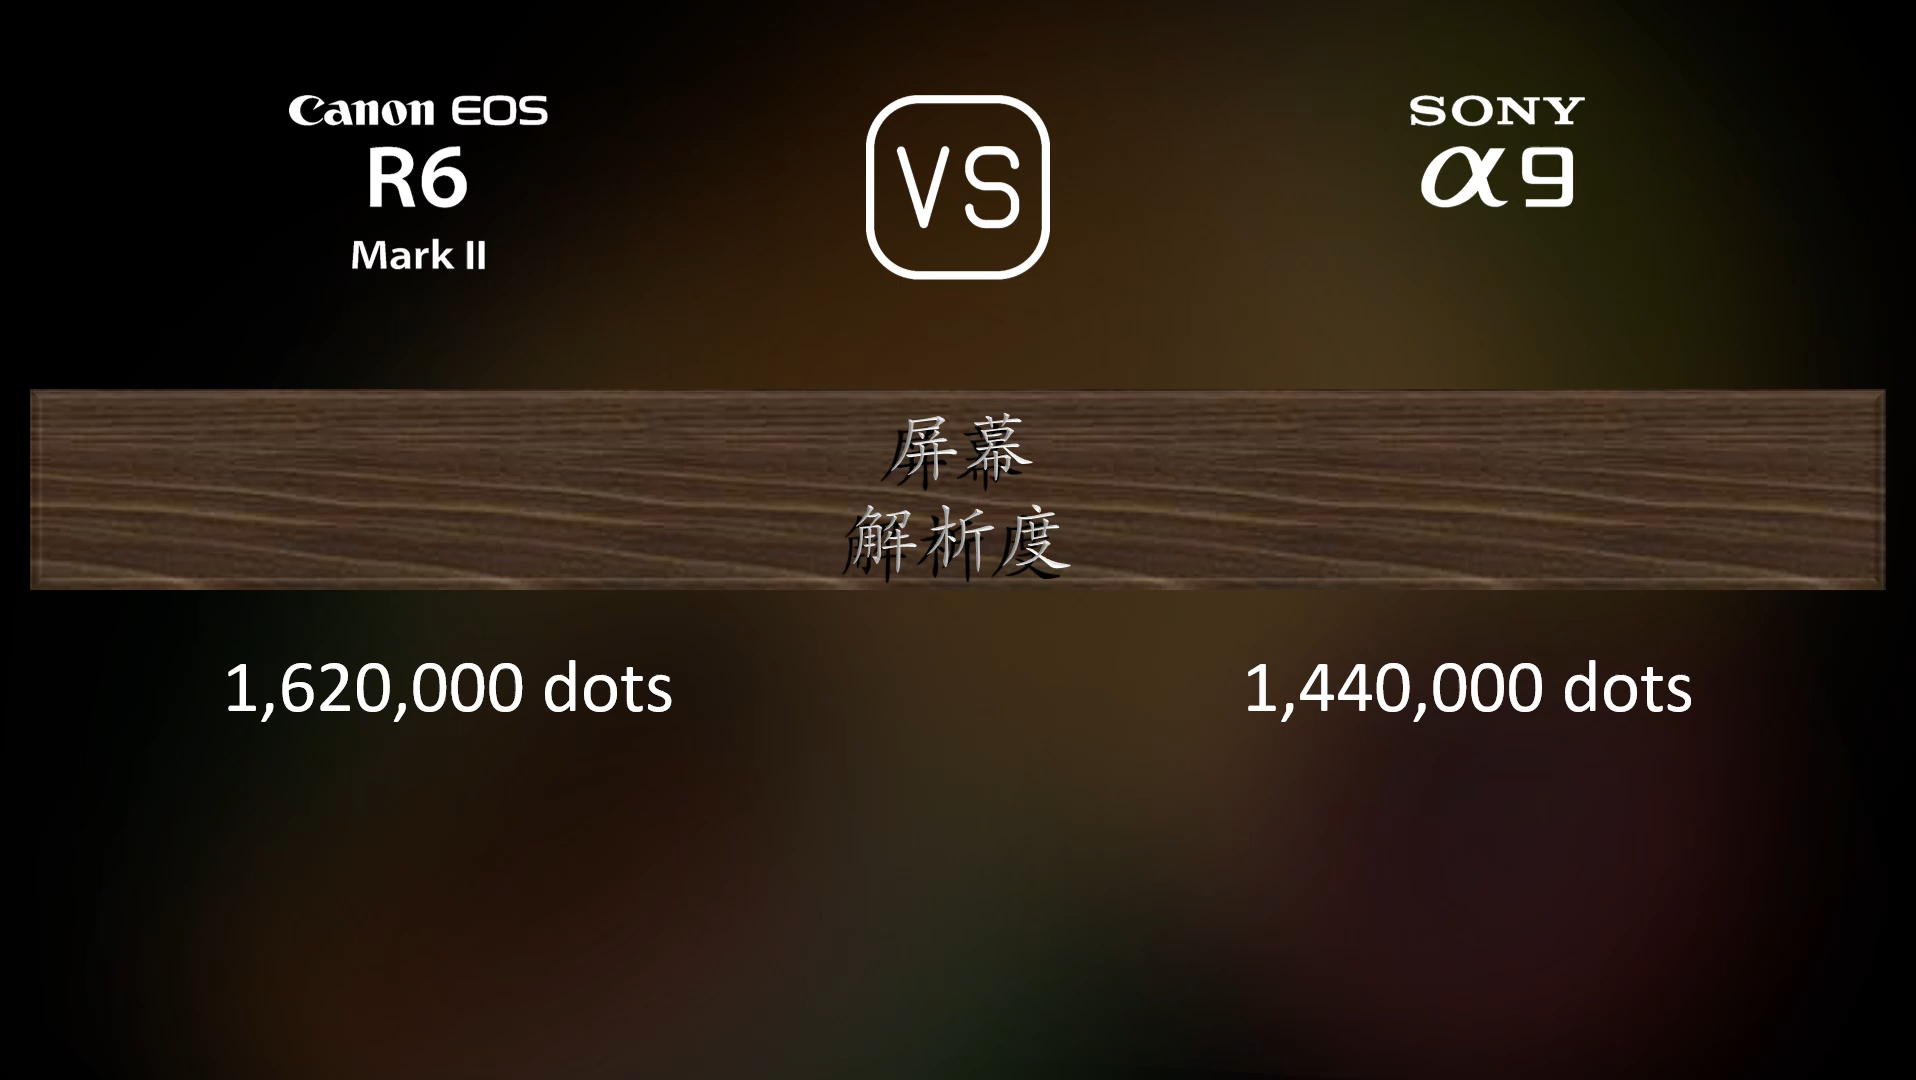 Canon EOS
R6
Mark II
VS
SONY
α9
屏幕
解析度
1,620,000 dots
1,440,000 dots